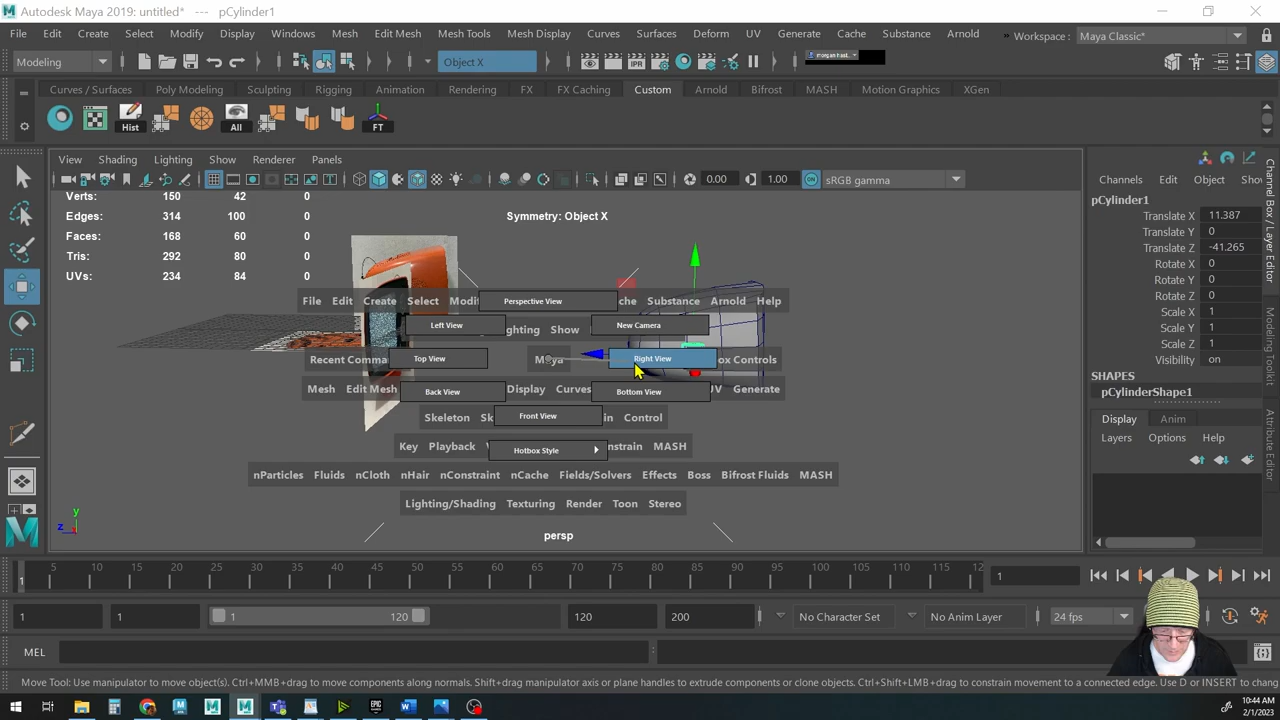 Autodesk Maya 2019: untitled* --- pCylinder1
File Edit Create Select Modify Display Windows Mesh Edit Mesh Mesh Tools Mesh Display Curves Surfaces Deform UV Generate Cache Substance Arnold » Workspace : Maya Classic*
Modeling Object X
Curves / Surfaces Poly Modeling Sculpting Rigging Animation Rendering FX FX Caching Custom Arnold Bifrost MASH Motion Graphics XGen
Hist All FT
View Shading Lighting Show Renderer Panels
0.00 1.00 ON sRGB gamma
Channels Edit Object
Verts: 150 42 0
Edges: 314 100 0
Faces: 168 60 0
Tris: 292 80 0
UVs: 234 84 0
Symmetry: Object X
pCylinder1
Translate X 11.387
Translate Y 0
Translate Z -41.265
Rotate X 0
Rotate Y 0
Rotate Z 0
Scale X 1
Scale Y 1
Scale Z 1
Visibility on
SHAPES
pCylinderShape1
Display Anim
Layers Options Help
Channel Box / Layer Editor
Modeling Toolkit
Attribute Editor
File Edit Create Select Perspective View Substance Arnold Help
Left View Show New Camera
Top View Maya Right View ox Controls
Mesh Edit Mesh Back View Display Curves Bottom View Generate
Skeleton Front View Control
Key Playback Hotbox Style MASH
nParticles Fluids nCloth nHair nConstraint nCache Fields/Solvers Effects Boss Bifrost Fluids MASH
Lighting/Shading Texturing Render Toon Stereo
y
z
persp
1 5 10 15 20 25 30 35 40 45 50 55 60 65 70 75 80 85 90 95 100 105 110 115 12 1
1 1 1 120 120 200 No Character Set No Anim Layer 24 fps
MEL
Move Tool: Use manipulator to move object(s). Ctrl+MMB+drag to move components along normals. Shift+drag manipulator axis or plane handles to extrude components or clone objects. Ctrl+Shift+LMB+drag to constrain movement to a connected edge. Use D or INSERT to chang
10:44 AM
2/1/2023